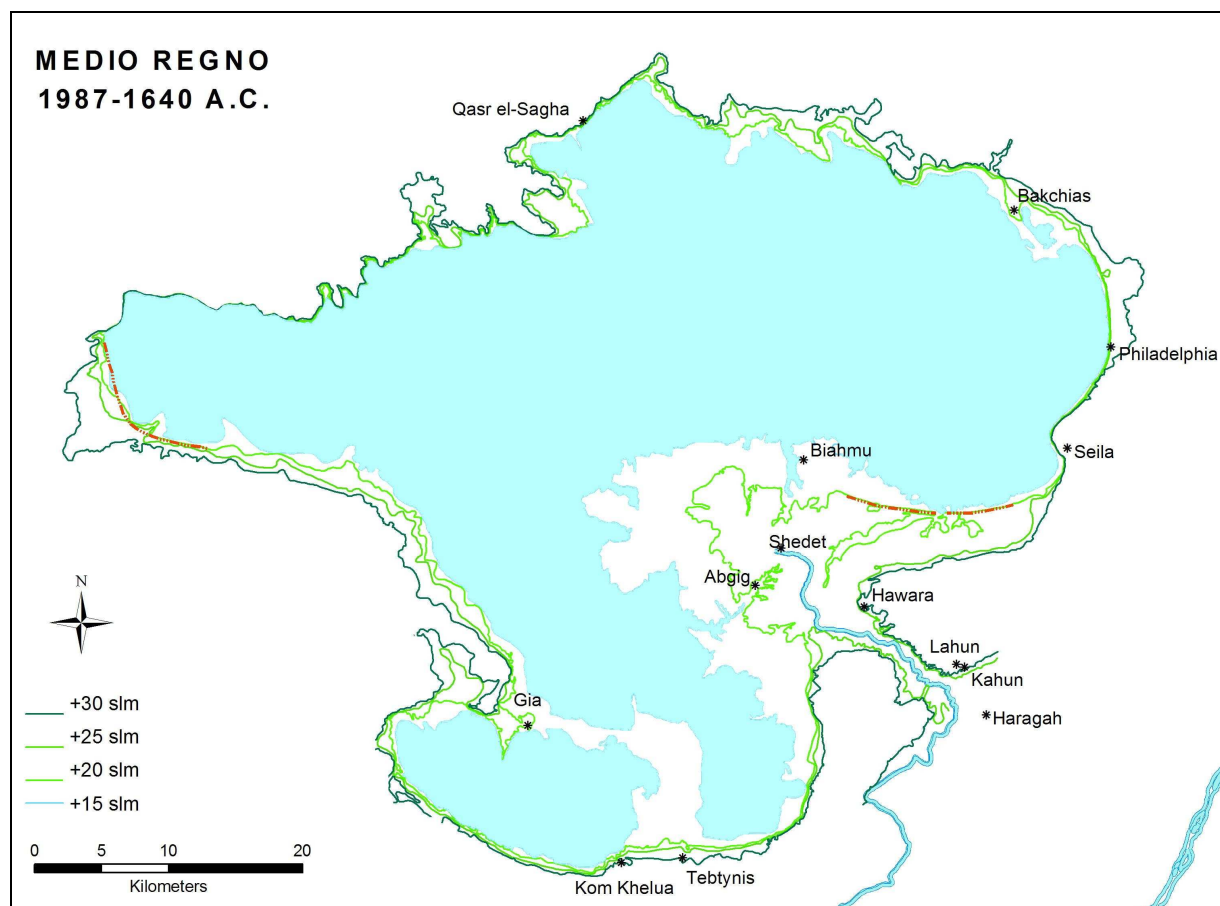 MEDIO REGNO
1987-1640 A.C.
Qasr el-Sagha
Bakchias
Philadelphia
Seila
Biahmu
Shedet
Abgig
Hawara
Lahun
Kahun
Haragah
Gia
Kom Khelua
Tebtynis
N
+30 slm
+25 slm
+20 slm
+15 slm
0 5 10 20
Kilometers